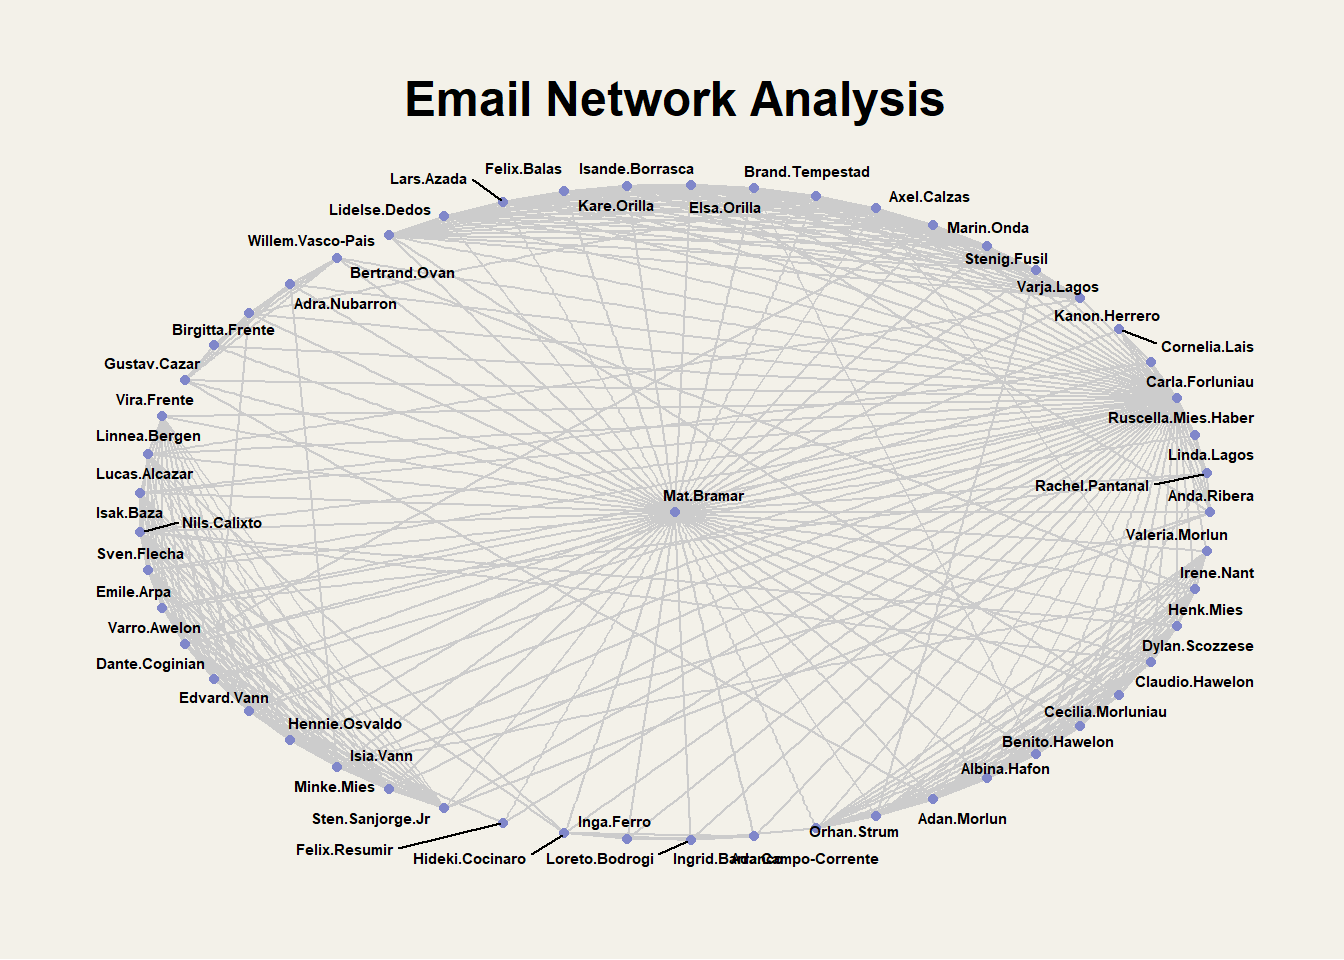 Email Network Analysis
Felix.Balas
Isande.Borrasca
Brand.Tempestad
Lars.Azada
Axel.Calzas
Lidelse.Dedos
Kare.Orilla
Elsa.Orilla
Marin.Onda
Willem.Vasco-Pais
Stenig.Fusil
Bertrand.Ovan
Varja.Lagos
Adra.Nubarron
Kanon.Herrero
Birgitta.Frente
Cornelia.Lais
Gustav.Cazar
Carla.Forluniau
Vira.Frente
Ruscella.Mies.Haber
Linnea.Bergen
Linda.Lagos
Lucas.Alcazar
Rachel.Pantanal
Mat.Bramar
Anda.Ribera
Isak.Baza
Nils.Calixto
Valeria.Morlun
Sven.Flecha
Irene.Nant
Emile.Arpa
Henk.Mies
Varro.Awelon
Dylan.Scozzese
Dante.Coginian
Claudio.Hawelon
Edvard.Vann
Cecilia.Morluniau
Hennie.Osvaldo
Benito.Hawelon
Isia.Vann
Albina.Hafon
Minke.Mies
Sten.Sanjorge.Jr
Inga.Ferro
Adan.Morlun
Orhan.Strum
Felix.Resumir
Hideki.Cocinaro
Loreto.Bodrogi